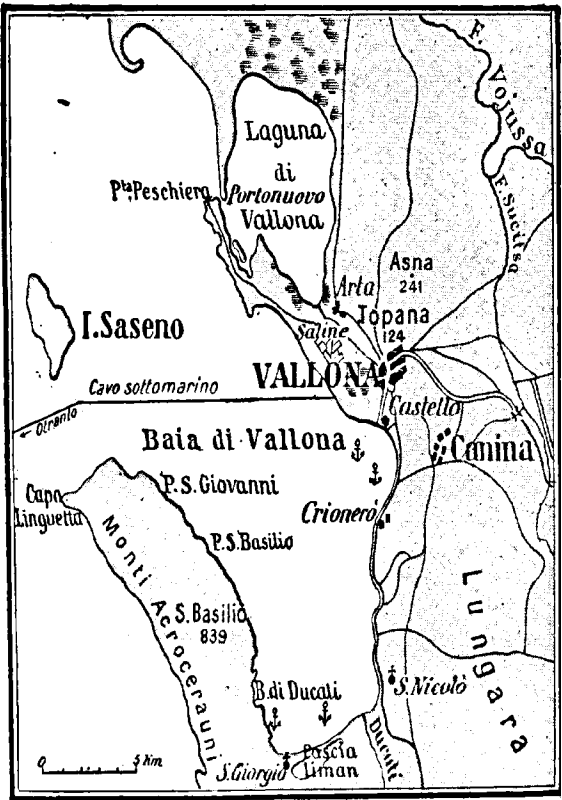 F. Vojussa
Laguna
di
Portonuovo
Vallona
Pta Peschiera
F. Sucitsa
Asna
241
Arta
Topana
124
I. Saseno
Saline
VALLONA
Cavo sottomarino
Otranto
Castello
Baia di Vallona
Canina
P. S. Giovanni
Capo
Linguetta
Crionero
P. S. Basilio
Monti Acrocerauni
Lungara
S. Basilio
839
S. Nicolò
B. di Ducati
Ducati
0 5 Km
S. Giorgio
Pascia
Liman